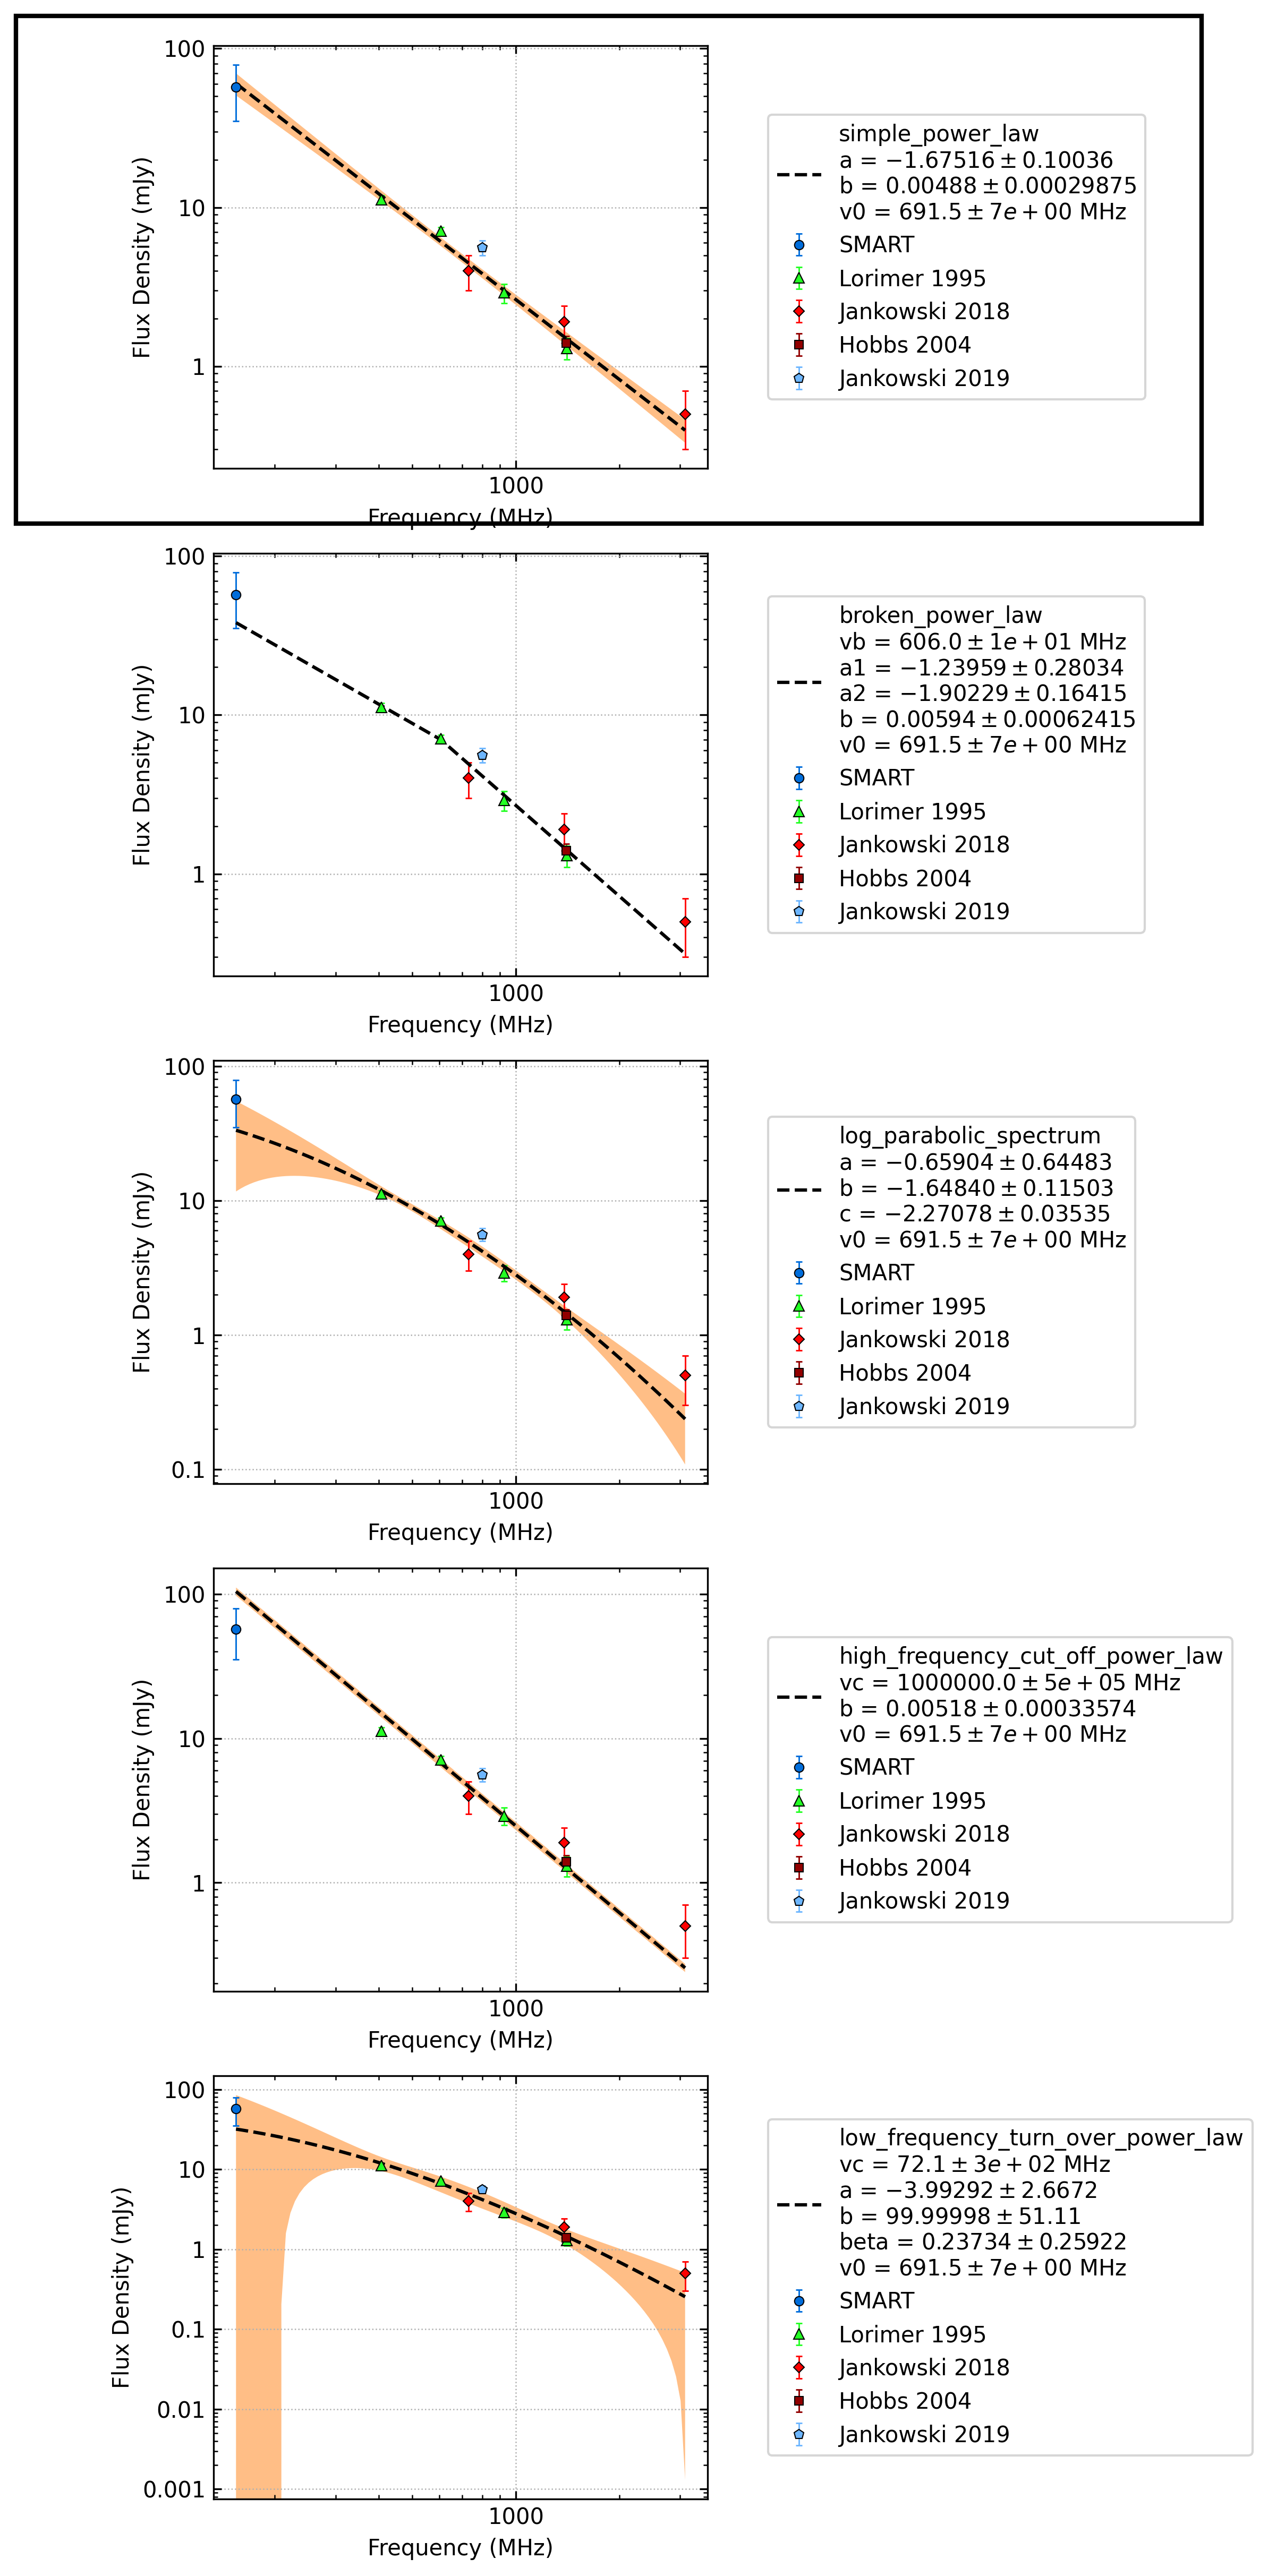 100
10
1
Flux Density (mJy)
1000
Frequency (MHz)
simple_power_law
a = −1.67516 ± 0.10036
b = 0.00488 ± 0.00029875
v0 = 691.5 ± 7e + 00 MHz
SMART
Lorimer 1995
Jankowski 2018
Hobbs 2004
Jankowski 2019
100
10
1
Flux Density (mJy)
1000
Frequency (MHz)
broken_power_law
vb = 606.0 ± 1e + 01 MHz
a1 = −1.23959 ± 0.28034
a2 = −1.90229 ± 0.16415
b = 0.00594 ± 0.00062415
v0 = 691.5 ± 7e + 00 MHz
SMART
Lorimer 1995
Jankowski 2018
Hobbs 2004
Jankowski 2019
100
10
1
0.1
Flux Density (mJy)
1000
Frequency (MHz)
log_parabolic_spectrum
a = −0.65904 ± 0.64483
b = −1.64840 ± 0.11503
c = −2.27078 ± 0.03535
v0 = 691.5 ± 7e + 00 MHz
SMART
Lorimer 1995
Jankowski 2018
Hobbs 2004
Jankowski 2019
100
10
1
Flux Density (mJy)
1000
Frequency (MHz)
high_frequency_cut_off_power_law
vc = 1000000.0 ± 5e + 05 MHz
b = 0.00518 ± 0.00033574
v0 = 691.5 ± 7e + 00 MHz
SMART
Lorimer 1995
Jankowski 2018
Hobbs 2004
Jankowski 2019
100
10
1
0.1
0.01
0.001
Flux Density (mJy)
1000
Frequency (MHz)
low_frequency_turn_over_power_law
vc = 72.1 ± 3e + 02 MHz
a = −3.99292 ± 2.6672
b = 99.99998 ± 51.11
beta = 0.23734 ± 0.25922
v0 = 691.5 ± 7e + 00 MHz
SMART
Lorimer 1995
Jankowski 2018
Hobbs 2004
Jankowski 2019